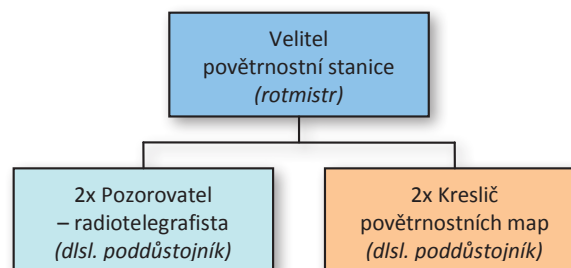 Velitel
povětrnostní stanice
(rotmistr)
2x Pozorovatel
– radiotelegrafista
(dlsl. poddůstojník)
2x Kreslič
povětrnostních map
(dlsl. poddůstojník)